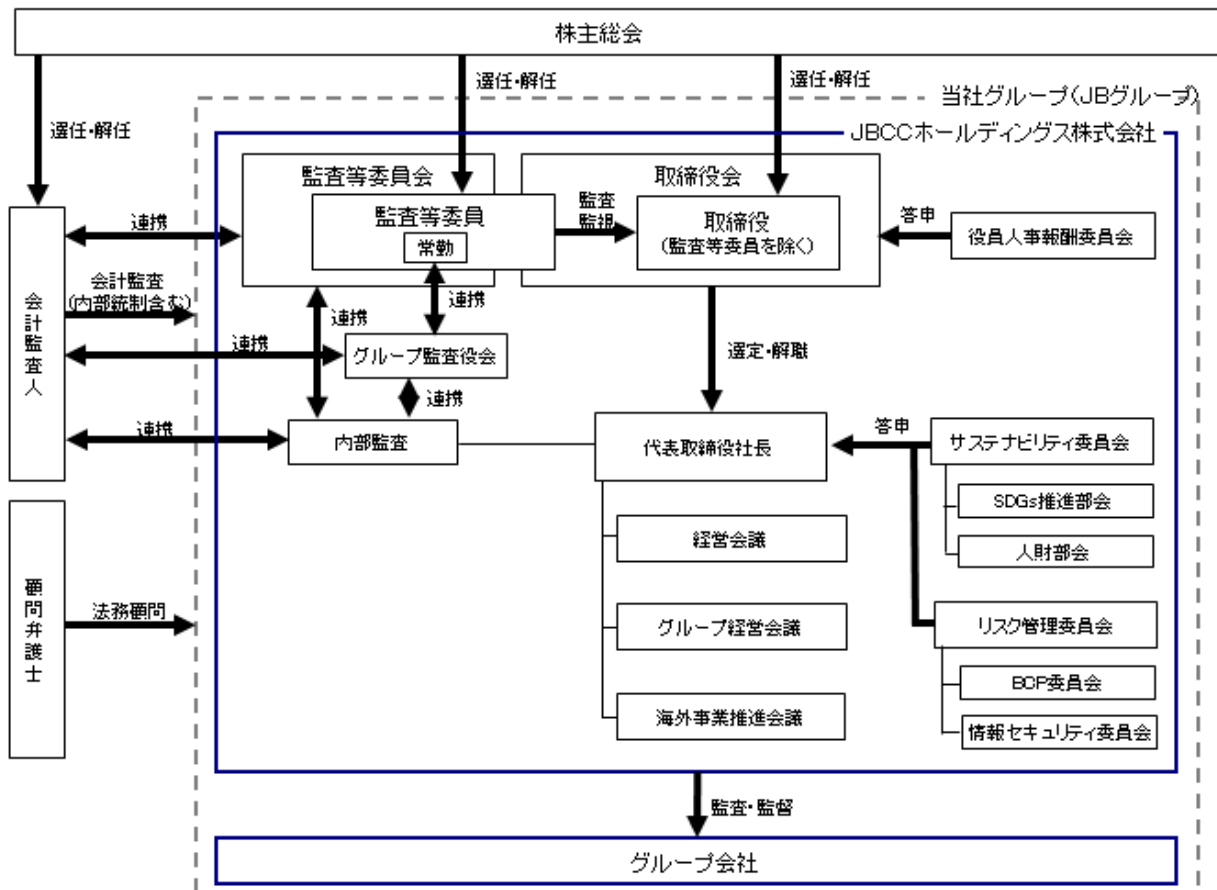 株主総会
選任・解任
選任・解任
選任・解任
当社グループ(JBグループ)
JBCCホールディングス株式会社
監査等委員会
取締役会
監査等委員
常勤
監査
監視
取締役
(監査等委員を除く)
答申
役員人事報酬委員会
連携
会計監査
(内部統制含む)
会計監査人
連携
連携
連携
グループ監査役会
選定・解職
連携
連携
内部監査
代表取締役社長
答申
サステナビリティ委員会
SDGs推進部会
人財部会
経営会議
顧問弁護士
法務顧問
グループ経営会議
リスク管理委員会
BCP委員会
海外事業推進会議
情報セキュリティ委員会
監査・監督
グループ会社